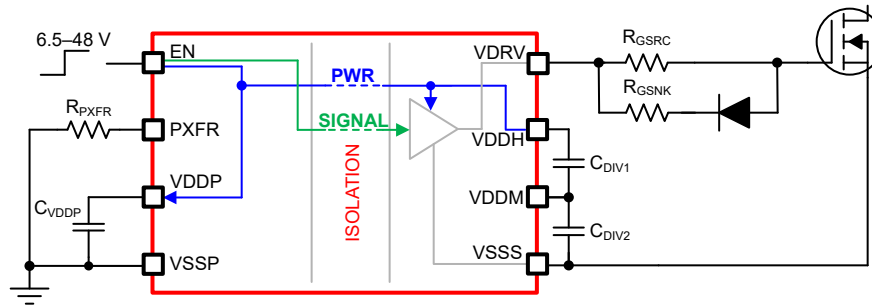 6.5–48 V
EN
VDRV
RGSRC
PWR
RGSNK
RPXFR
PXFR
SIGNAL
VDDH
CDIV1
VDDP
VDDM
CVDDP
ISOLATION
CDIV2
VSSP
VSSS